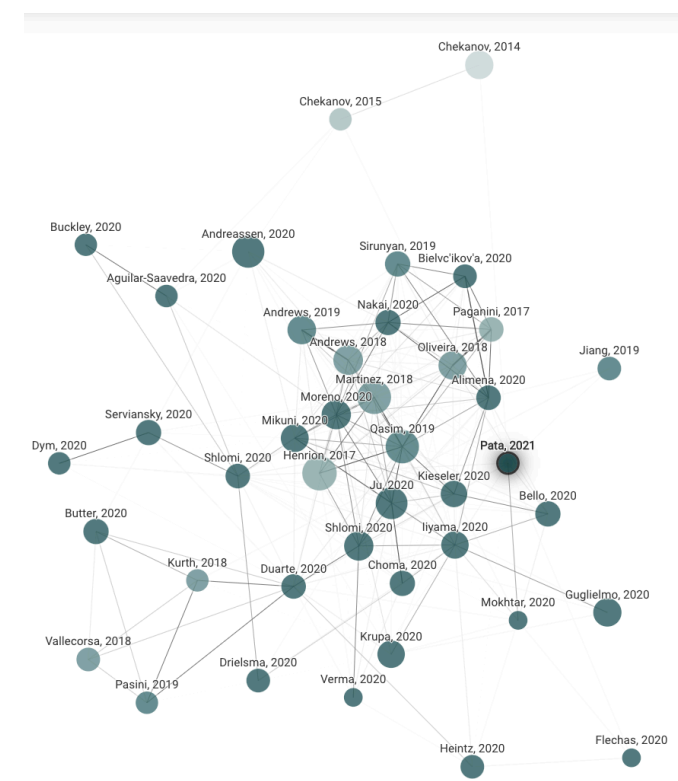 Chekanov, 2014
Chekanov, 2015
Buckley, 2020
Andreassen, 2020
Sirunyan, 2019
Bielvc'ikov'a, 2020
Aguilar-Saavedra, 2020
Andrews, 2019
Nakai, 2020
Paganini, 2017
Andrews, 2018
Oliveira, 2018
Jiang, 2019
Martinez, 2018
Alimena, 2020
Moreno, 2020
Serviansky, 2020
Mikuni, 2020
Qasim, 2019
Dym, 2020
Pata, 2021
Shlomi, 2020
Henrion, 2017
Kieseler, 2020
Ju, 2020
Bello, 2020
Butter, 2020
Shlomi, 2020
Iiyama, 2020
Kurth, 2018
Duarte, 2020
Choma, 2020
Mokhtar, 2020
Guglielmo, 2020
Vallecorsa, 2018
Krupa, 2020
Drielsma, 2020
Pasini, 2019
Verma, 2020
Heintz, 2020
Flechas, 2020